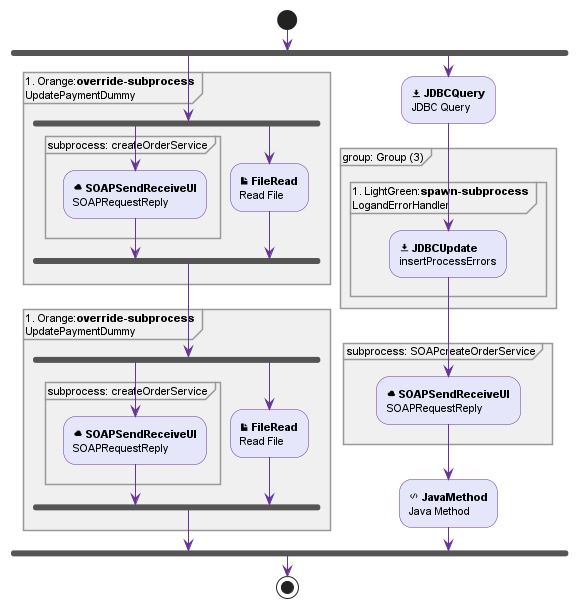 1. Orange:override-subprocess
UpdatePaymentDummy
subprocess: createOrderService
SOAPSendReceiveUI
SOAPRequestReply
FileRead
Read File
1. Orange:override-subprocess
UpdatePaymentDummy
subprocess: createOrderService
SOAPSendReceiveUI
SOAPRequestReply
FileRead
Read File
JDBCQuery
JDBC Query
group: Group (3)
1. LightGreen:spawn-subprocess
LogandErrorHandler
JDBCUpdate
insertProcessErrors
subprocess: SOAPcreateOrderService
SOAPSendReceiveUI
SOAPRequestReply
JavaMethod
Java Method